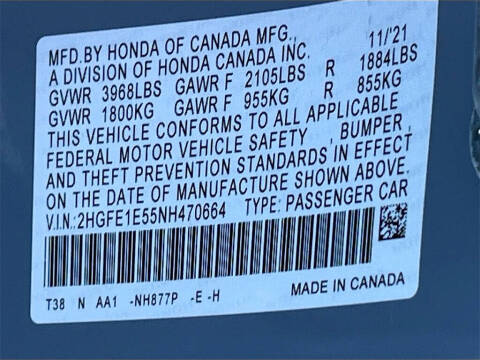 MFD.BY HONDA OF CANADA MFG., 11/'21
A DIVISION OF HONDA CANADA INC.
GVWR 3968LBS GAWR F 2105LBS R 1884LBS
GVWR 1800KG GAWR F 955KG R 855KG
THIS VEHICLE CONFORMS TO ALL APPLICABLE
FEDERAL MOTOR VEHICLE SAFETY , BUMPER,
AND THEFT PREVENTION STANDARDS IN EFFECT
ON THE DATE OF MANUFACTURE SHOWN ABOVE.
V.I.N.:2HGFE1E55NH470664 TYPE: PASSENGER CAR
T38 N AA1 -NH877P -E -H MADE IN CANADA